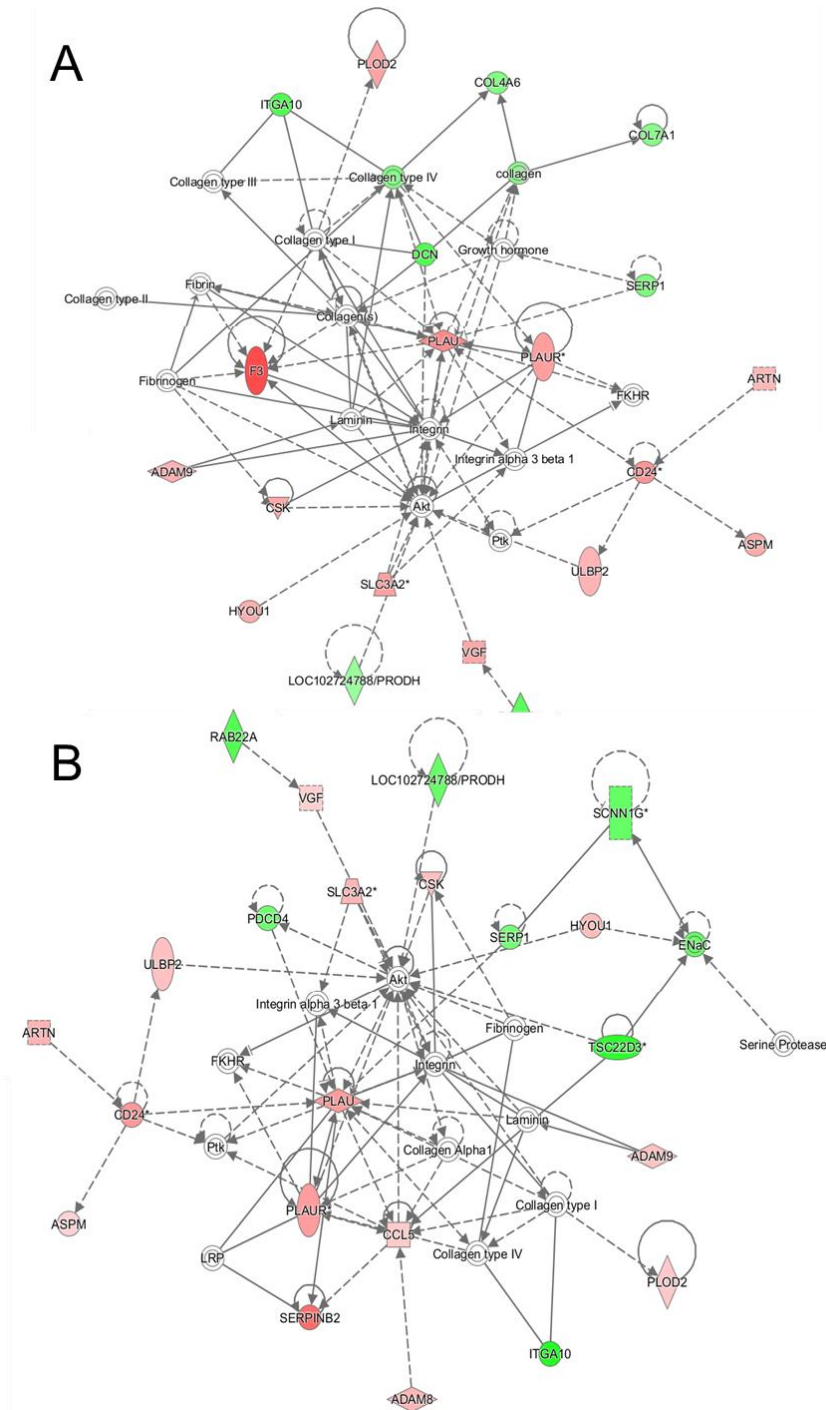 A
PLOD2
COL4A6
ITGA10
COL7A1
Collagen type III
Collagen type IV
collagen
Collagen type I
DCN
Growth hormone
Fibrin
SERP1
Collagen type II
Collagen(s)
PLAU
PLAUR*
F3
Fibrinogen
ARTN
FKHR
Laminin
Integrin
Integrin alpha 3 beta 1
ADAM9
CD24*
CSK
Akt
Ptk
ASPM
ULBP2
SLC3A2*
HYOU1
VGF
LOC102724788/PRODH
B
RAB22A
LOC102724788/PRODH
VGF
SCNN1G*
SLC3A2*
CSK
PDCD4
SERP1
HYOU1
ENaC
ULBP2
Akt
Integrin alpha 3 beta 1
ARTN
Fibrinogen
TSC22D3*
Serine Protease
FKHR
Integrin
PLAU
CD24*
Laminin
Ptk
Collagen Alpha1
ADAM9
ASPM
PLAUR*
Collagen type I
CCL5
LRP
Collagen type IV
PLOD2
SERPINB2
ITGA10
ADAM8